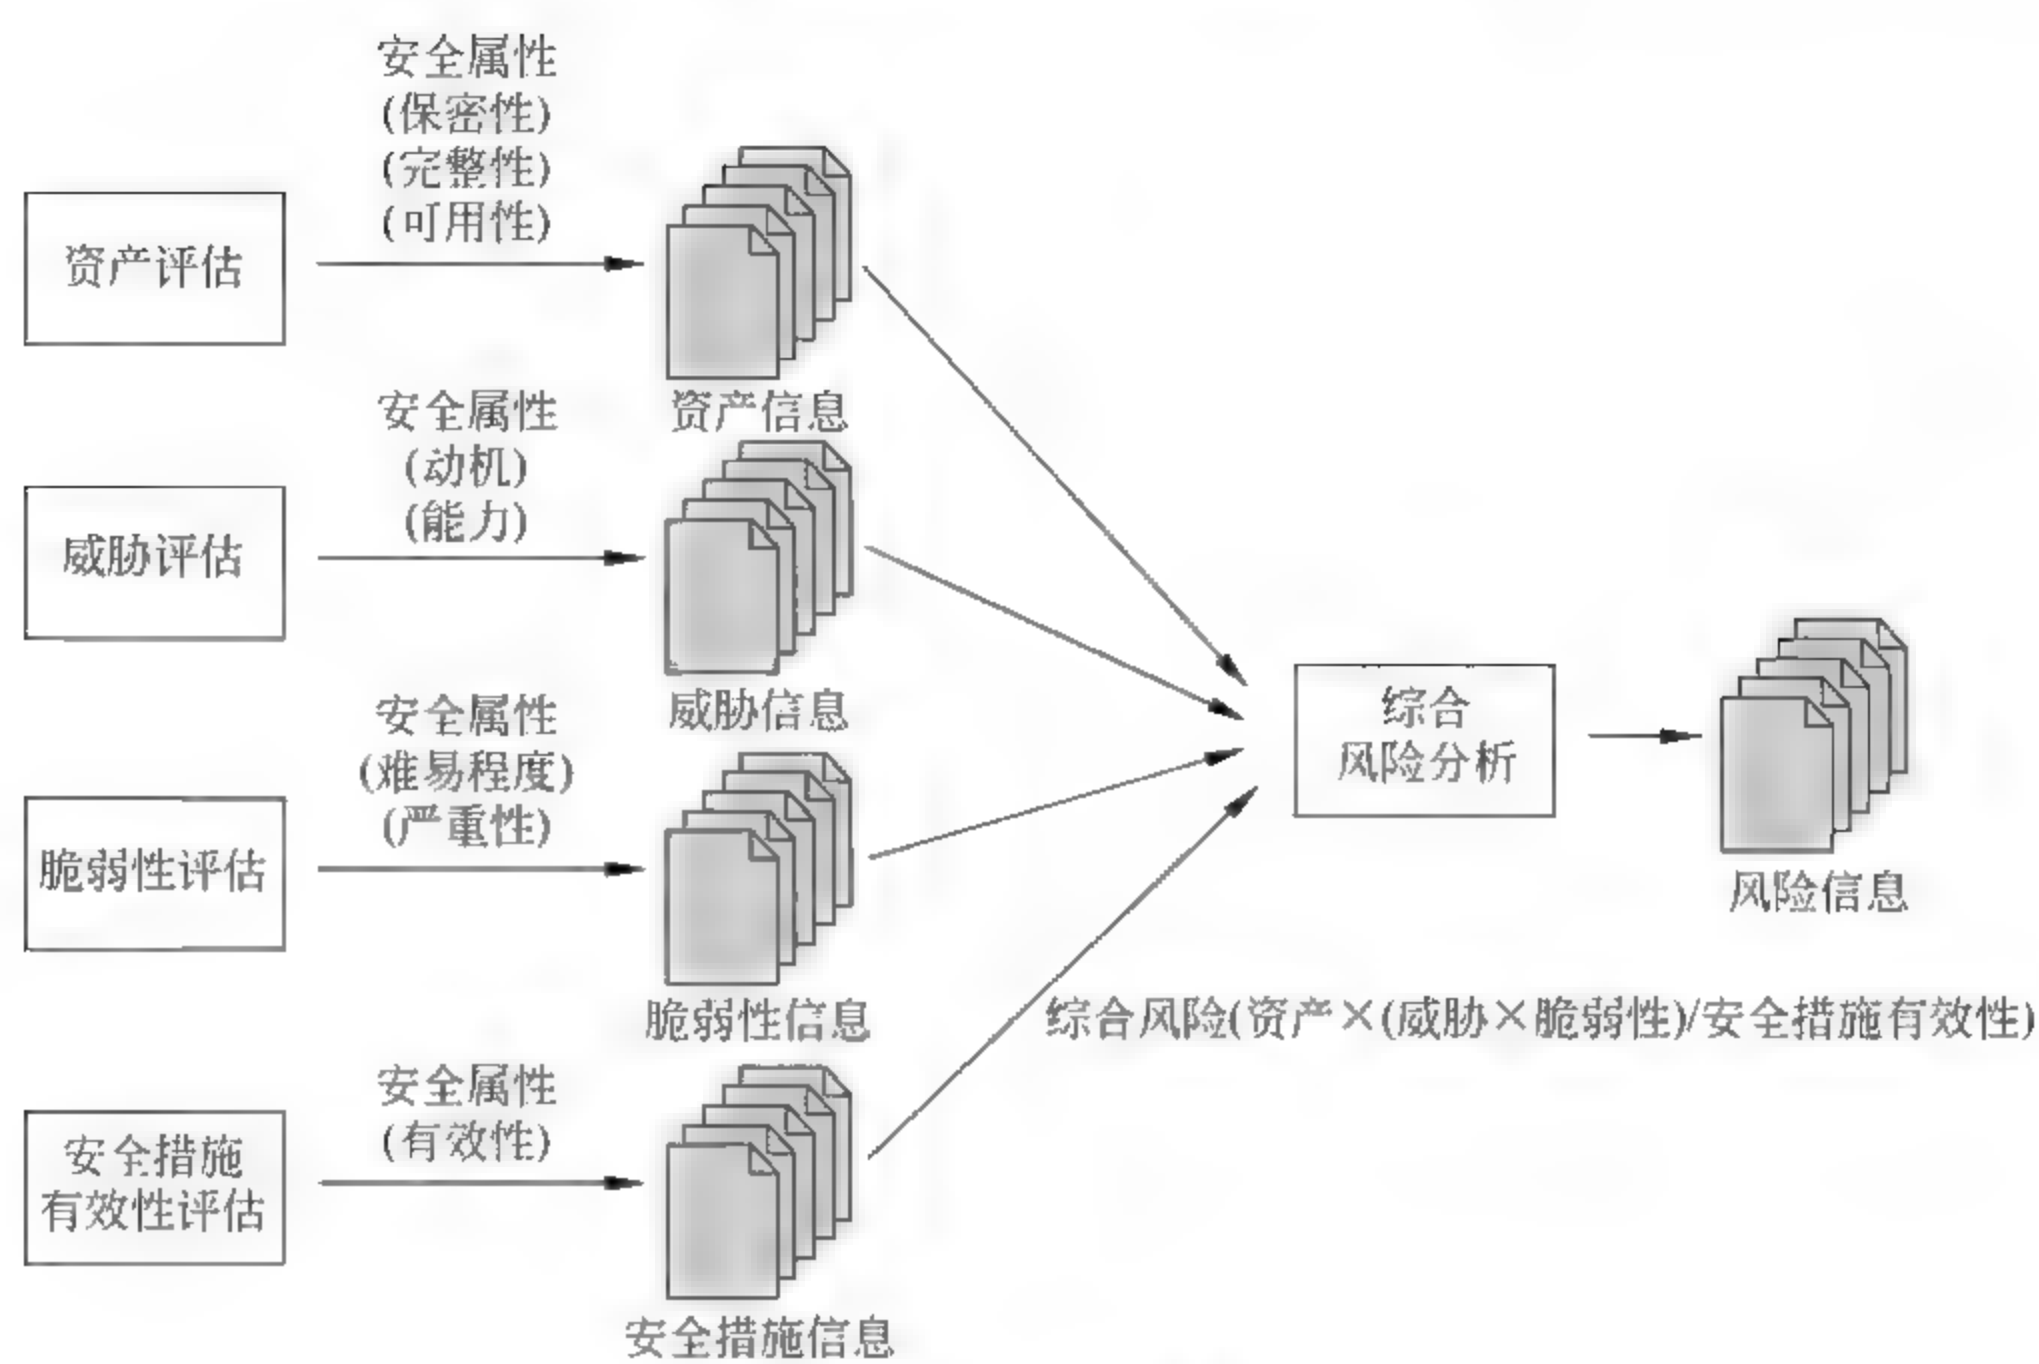 安全属性
(保密性)
(完整性)
(可用性)
资产评估
资产信息
安全属性
(动机)
(能力)
威胁评估
威胁信息
安全属性
(难易程度)
(严重性)
脆弱性评估
脆弱性信息
安全属性
(有效性)
安全措施
有效性评估
安全措施信息
综合
风险分析
风险信息
综合风险(资产×(威胁×脆弱性)/安全措施有效性)